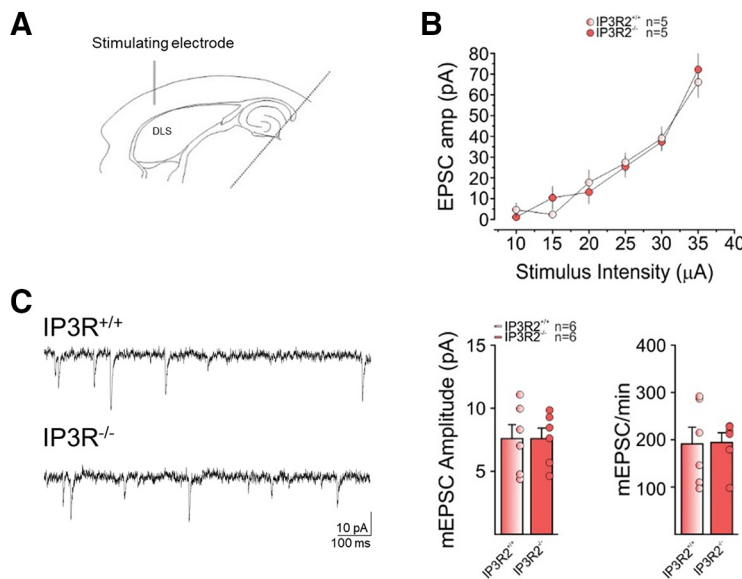 A
Stimulating electrode
DLS
B
IP3R2+/+ n=5
IP3R2-/- n=5
EPSC amp (pA)
80
70
60
50
40
30
20
10
0
10 15 20 25 30 35 40
Stimulus Intensity (μA)
C
IP3R+/+
IP3R-/-
10 pA
100 ms
IP3R2+/+ n=6
IP3R2-/- n=6
mEPSC Amplitude (pA)
15
10
5
IP3R2+/+ IP3R2-/-
mEPSC/min
400
300
200
100
IP3R2+/+ IP3R2-/-